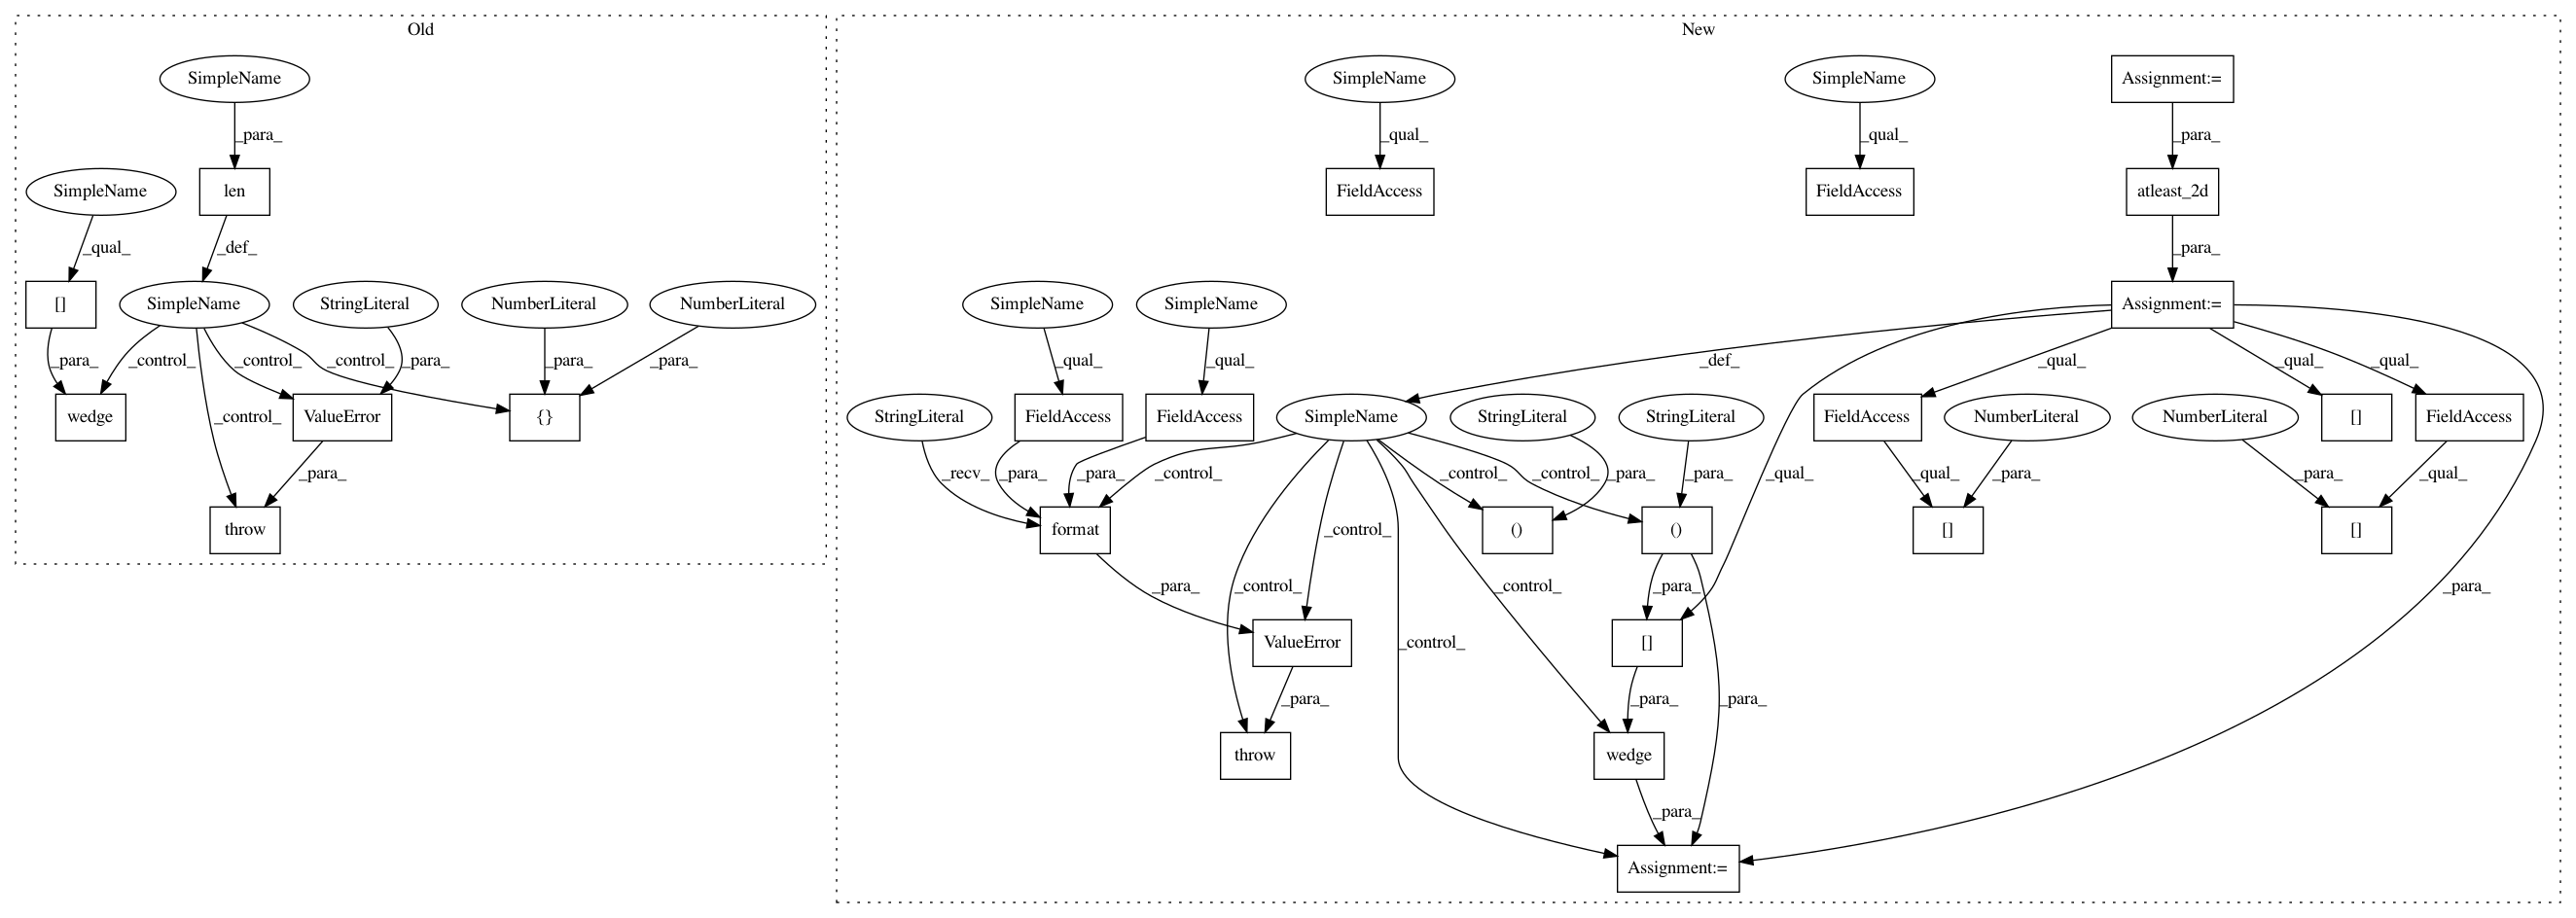 Old
New
SimpleName
SimpleName
SimpleName
Assignment:=
_para_
_qual_
_qual_
_para_
SimpleName
len
FieldAccess
FieldAccess
atleast_2d
_qual_
_def_
_para_
[]
SimpleName
StringLiteral
NumberLiteral
NumberLiteral
SimpleName
SimpleName
Assignment:=
_para_
_control_
_control_
_para_
_control_
_para_
_para_
_qual_
_qual_
_def_
_qual_
_qual_
_qual_
wedge
_control_
ValueError
{}
StringLiteral
FieldAccess
FieldAccess
SimpleName
StringLiteral
StringLiteral
FieldAccess
NumberLiteral
NumberLiteral
[]
FieldAccess
_para_
_recv_
_para_
_para_
_control_
_control_
_para_
_control_
_para_
_qual_
_qual_
_para_
_para_
_qual_
throw
format
_control_
()
()
[]
[]
_para_
_control_
_control_
_para_
_para_
ValueError
_control_
[]
_para_
_para_
_para_
throw
wedge
_para_
Assignment:=